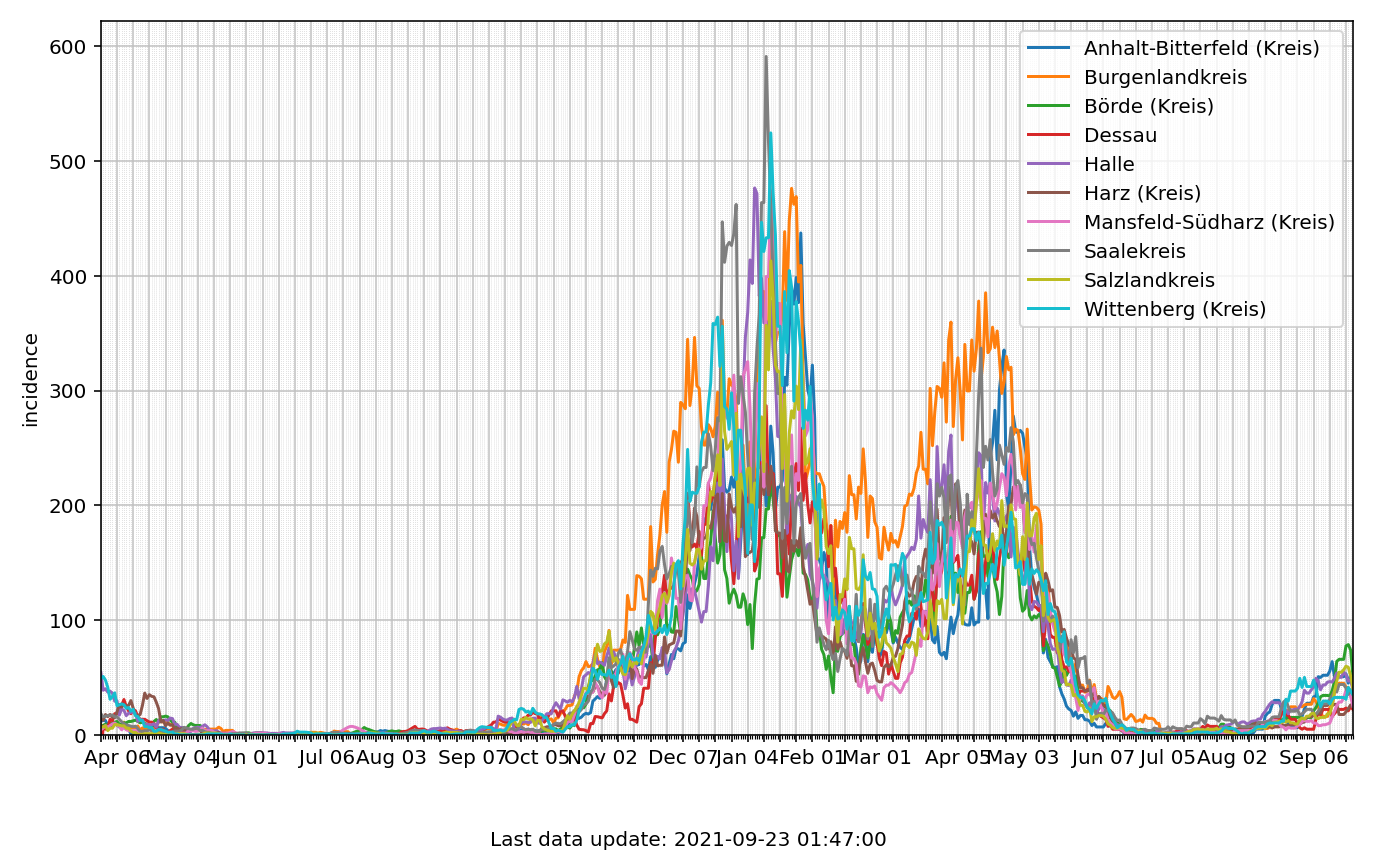 600
500
400
300
200
100
0
incidence
Anhalt-Bitterfeld (Kreis)
Burgenlandkreis
Börde (Kreis)
Dessau
Halle
Harz (Kreis)
Mansfeld-Südharz (Kreis)
Saalekreis
Salzlandkreis
Wittenberg (Kreis)
Apr 06 May 04 Jun 01 Jul 06 Aug 03 Sep 07 Oct 05 Nov 02 Dec 07 Jan 04 Feb 01 Mar 01 Apr 05 May 03 Jun 07 Jul 05 Aug 02 Sep 06
Last data update: 2021-09-23 01:47:00